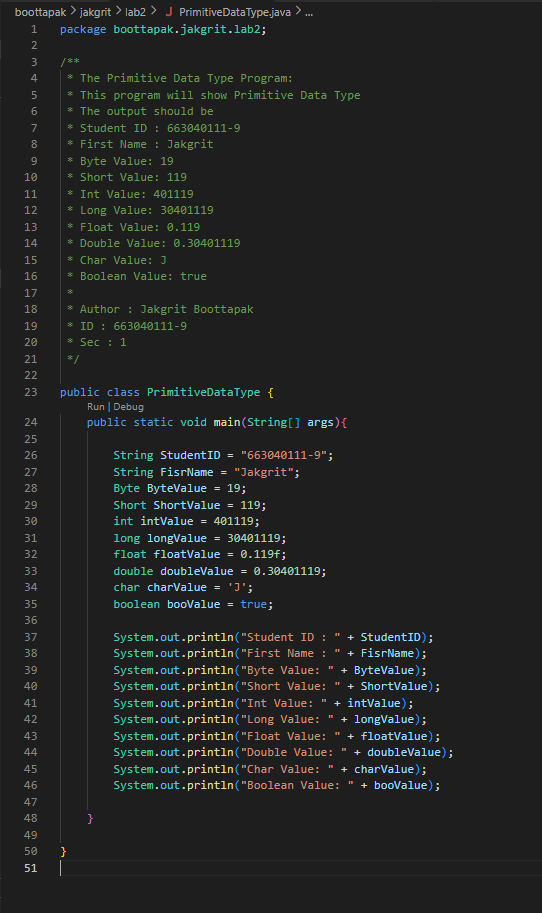 boottapak > jakgrit > lab2 > J PrimitiveDataType.java > ...
1 package boottapak.jakgrit.lab2;
2
3 /**
4  * The Primitive Data Type Program:
5  * This program will show Primitive Data Type
6  * The output should be
7  * Student ID : 663040111-9
8  * First Name : Jakgrit
9  * Byte Value: 19
10  * Short Value: 119
11  * Int Value: 401119
12  * Long Value: 30401119
13  * Float Value: 0.119
14  * Double Value: 0.30401119
15  * Char Value: J
16  * Boolean Value: true
17  *
18  * Author : Jakgrit Boottapak
19  * ID : 663040111-9
20  * Sec : 1
21  */
22
23 public class PrimitiveDataType {
Run | Debug
24     public static void main(String[] args){
25
26         String StudentID = "663040111-9";
27         String FisrName = "Jakgrit";
28         Byte ByteValue = 19;
29         Short ShortValue = 119;
30         int intValue = 401119;
31         long longValue = 30401119;
32         float floatValue = 0.119f;
33         double doubleValue = 0.30401119;
34         char charValue = 'J';
35         boolean booValue = true;
36
37         System.out.println("Student ID : " + StudentID);
38         System.out.println("First Name : " + FisrName);
39         System.out.println("Byte Value: " + ByteValue);
40         System.out.println("Short Value: " + ShortValue);
41         System.out.println("Int Value: " + intValue);
42         System.out.println("Long Value: " + longValue);
43         System.out.println("Float Value: " + floatValue);
44         System.out.println("Double Value: " + doubleValue);
45         System.out.println("Char Value: " + charValue);
46         System.out.println("Boolean Value: " + booValue);
47
48     }
49
50 }
51